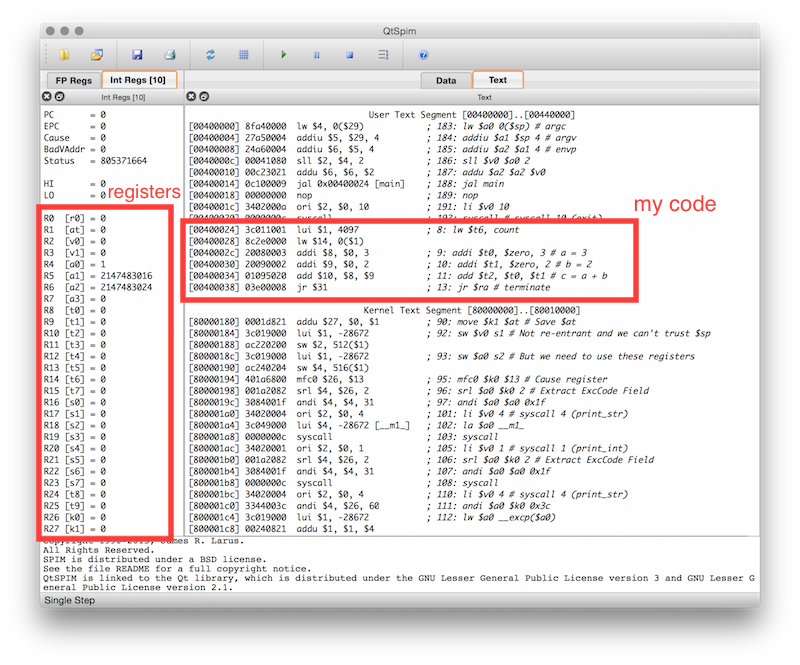 QtSpim
FP Regs
Int Regs [10]
Data
Text
Int Regs [10]
Text
PC = 0
EPC = 0
Cause = 0
BadVAddr = 0
Status = 805371664
HI = 0
LO = 0
registers
R0 [r0] = 0
R1 [at] = 0
R2 [v0] = 0
R3 [v1] = 0
R4 [a0] = 1
R5 [a1] = 2147483016
R6 [a2] = 2147483024
R7 [a3] = 0
R8 [t0] = 0
R9 [t1] = 0
R10 [t2] = 0
R11 [t3] = 0
R12 [t4] = 0
R13 [t5] = 0
R14 [t6] = 0
R15 [t7] = 0
R16 [s0] = 0
R17 [s1] = 0
R18 [s2] = 0
R19 [s3] = 0
R20 [s4] = 0
R21 [s5] = 0
R22 [s6] = 0
R23 [s7] = 0
R24 [t8] = 0
R25 [t9] = 0
R26 [k0] = 0
R27 [k1] = 0
User Text Segment [00400000]..[00440000]
[00400000] 8fa40000 lw $4, 0($29) ; 183: lw $a0 0($sp) # argc
[00400004] 27a50004 addiu $5, $29, 4 ; 184: addiu $a1 $sp 4 # argv
[00400008] 24a60004 addiu $6, $5, 4 ; 185: addiu $a2 $a1 4 # envp
[0040000c] 00041080 sll $2, $4, 2 ; 186: sll $v0 $a0 2
[00400010] 00c23021 addu $6, $6, $2 ; 187: addu $a2 $a2 $v0
[00400014] 0c100009 jal 0x00400024 [main] ; 188: jal main
[00400018] 00000000 nop ; 189: nop
[0040001c] 3402000a ori $2, $0, 10 ; 191: li $v0 10
[00400020] 0000000c syscall ; 192: syscall # syscall 10 (exit)
my code
[00400024] 3c011001 lui $1, 4097 ; 8: lw $t6, count
[00400028] 8c2e0000 lw $14, 0($1)
[0040002c] 20080003 addi $8, $0, 3 ; 9: addi $t0, $zero, 3 # a = 3
[00400030] 20090002 addi $9, $0, 2 ; 10: addi $t1, $zero, 2 # b = 2
[00400034] 01095020 add $10, $8, $9 ; 11: add $t2, $t0, $t1 # c = a + b
[00400038] 03e00008 jr $31 ; 13: jr $ra # terminate
Kernel Text Segment [80000000]..[80010000]
[80000180] 0001d821 addu $27, $0, $1 ; 90: move $k1 $at # Save $at
[80000184] 3c019000 lui $1, -28672 ; 92: sw $v0 s1 # Not re-entrant and we can't trust $sp
[80000188] ac220200 sw $2, 512($1)
[8000018c] 3c019000 lui $1, -28672 ; 93: sw $a0 s2 # But we need to use these registers
[80000190] ac240204 sw $4, 516($1)
[80000194] 401a6800 mfc0 $26, $13 ; 95: mfc0 $k0 $13 # Cause register
[80000198] 001a2082 srl $4, $26, 2 ; 96: srl $a0 $k0 2 # Extract ExcCode Field
[8000019c] 3084001f andi $4, $4, 31 ; 97: andi $a0 $a0 0x1f
[800001a0] 34020004 ori $2, $0, 4 ; 101: li $v0 4 # syscall 4 (print_str)
[800001a4] 3c049000 lui $4, -28672 [__m1_] ; 102: la $a0 __m1_
[800001a8] 0000000c syscall ; 103: syscall
[800001ac] 34020001 ori $2, $0, 1 ; 105: li $v0 1 # syscall 1 (print_int)
[800001b0] 001a2082 srl $4, $26, 2 ; 106: srl $a0 $k0 2 # Extract ExcCode Field
[800001b4] 3084001f andi $4, $4, 31 ; 107: andi $a0 $a0 0x1f
[800001b8] 0000000c syscall ; 108: syscall
[800001bc] 34020004 ori $2, $0, 4 ; 110: li $v0 4 # syscall 4 (print_str)
[800001c0] 3344003c andi $4, $26, 60 ; 111: andi $a0 $k0 0x3c
[800001c4] 3c019000 lui $1, -28672 ; 112: lw $a0 __excp($a0)
[800001c8] 00240821 addu $1, $1, $4
Copyright 1990-2013, James R. Larus.
All Rights Reserved.
SPIM is distributed under a BSD license.
See the file README for a full copyright notice.
QtSPIM is linked to the Qt library, which is distributed under the GNU Lesser General Public License version 3 and GNU Lesser G
eneral Public License version 2.1.
Single Step